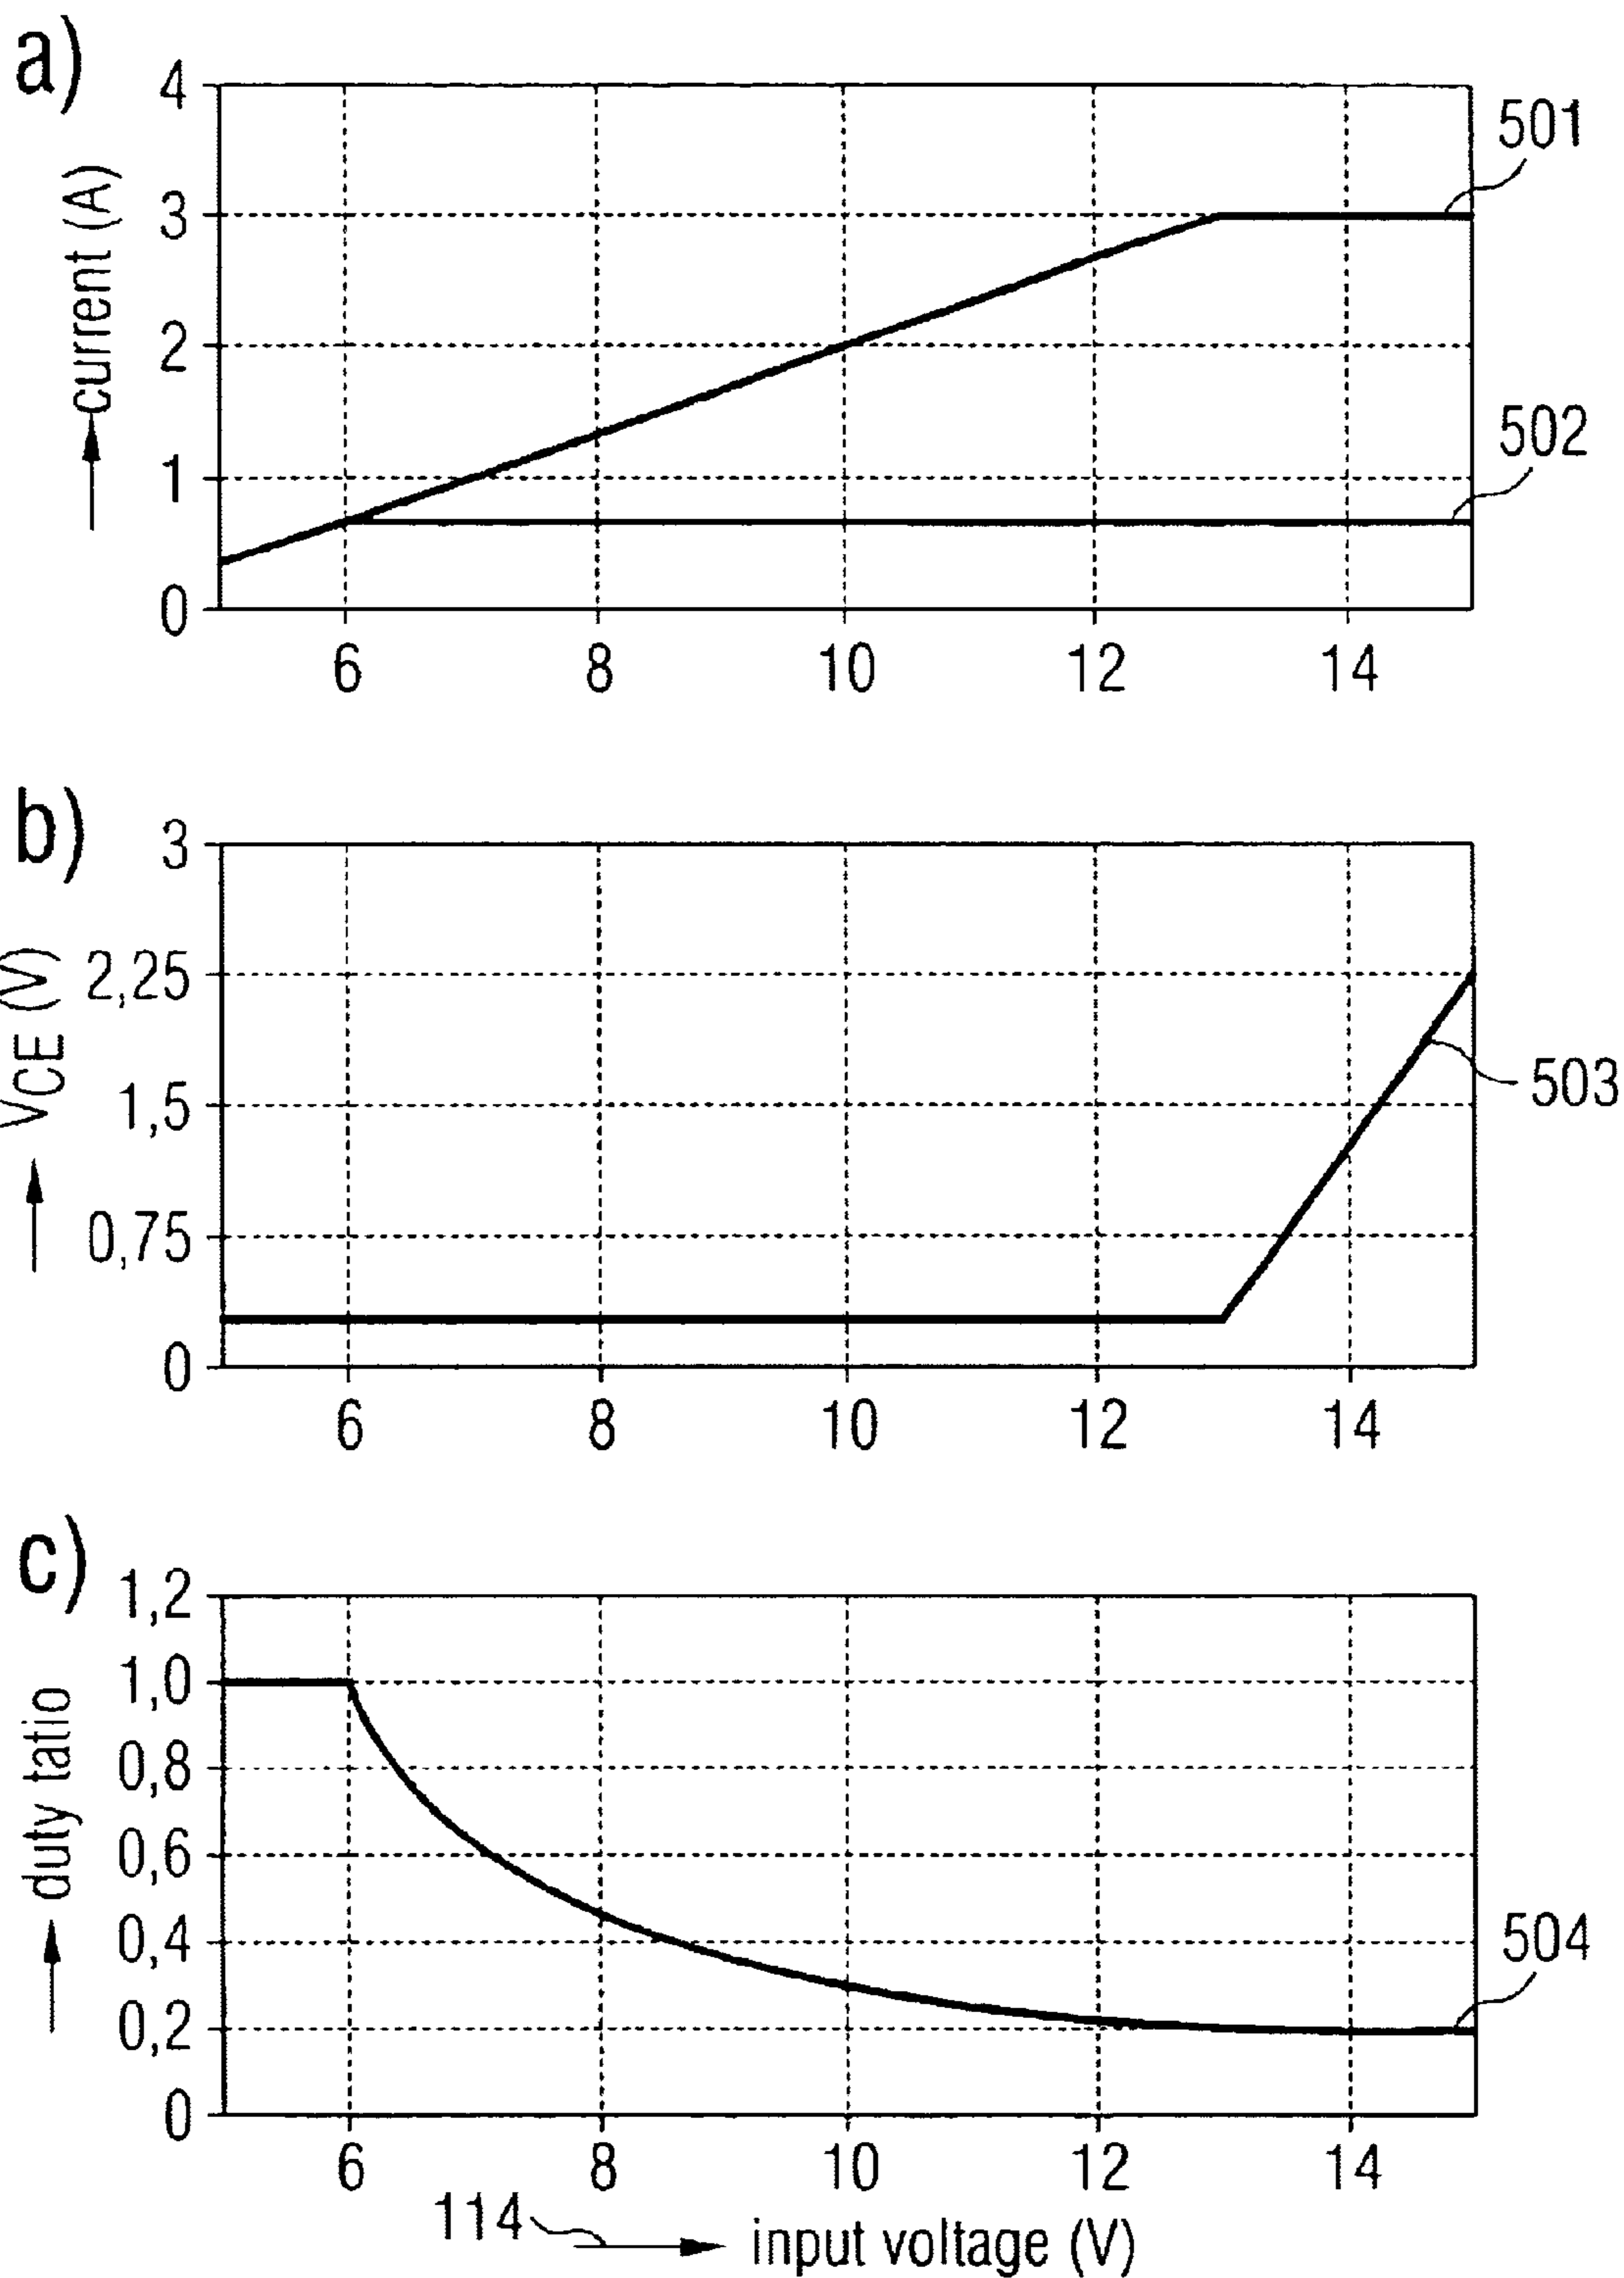 a)
current (A)
4
3
2
1
0
6 8 10 12 14
501
502
b)
VCE (V)
3
2,25
1,5
0,75
0
6 8 10 12 14
503
c)
duty tatio
1,2
1,0
0,8
0,6
0,4
0,2
0
6 8 10 12 14
504
114 input voltage (V)